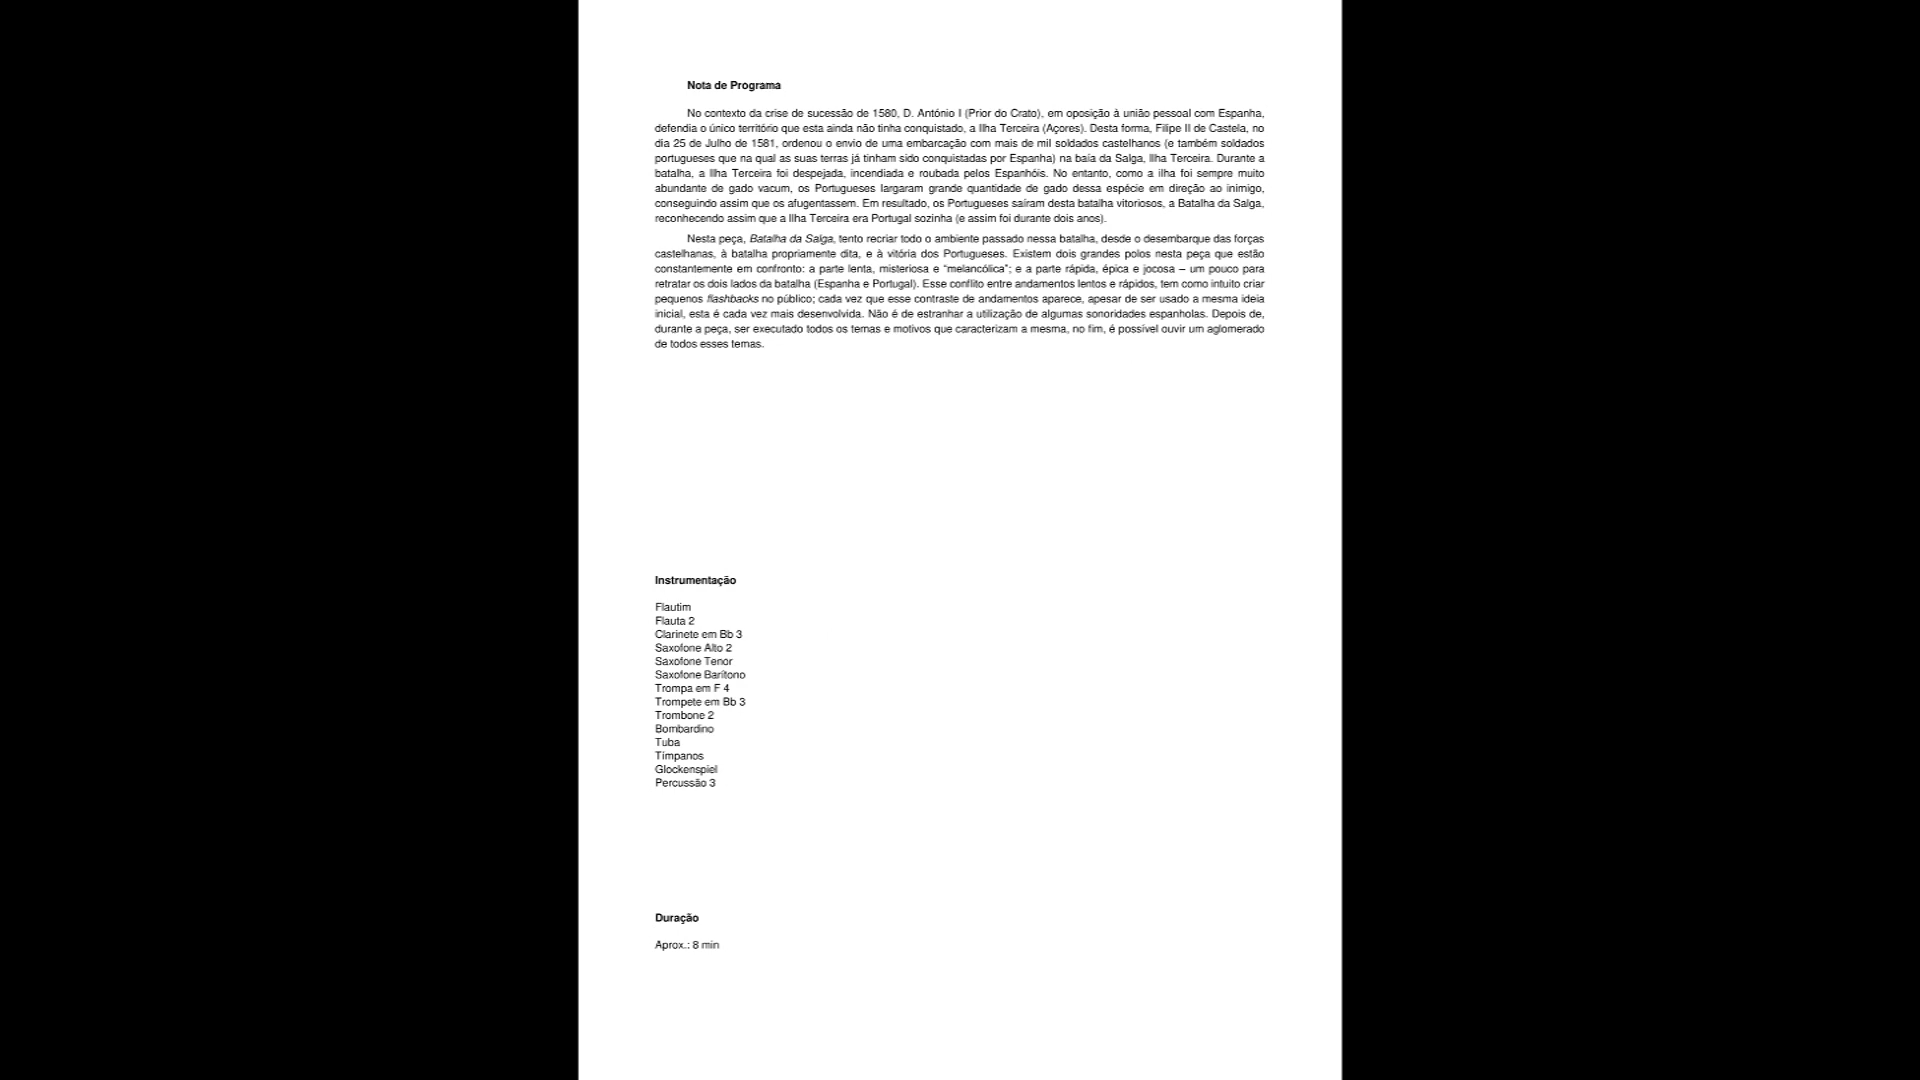 Nota de Programa
No contexto da crise de sucessão de 1580, D. António I (Prior do Crato), em oposição à união pessoal com Espanha,
defendia o único território que esta ainda não tinha conquistado, a Ilha Terceira (Açores). Desta forma, Filipe II de Castela, no
dia 25 de Julho de 1581, ordenou o envio de uma embarcação com mais de mil soldados castelhanos (e também soldados
portugueses que na qual as suas terras já tinham sido conquistadas por Espanha) na baía da Salga, Ilha Terceira. Durante a
batalha, a Ilha Terceira foi despejada, incendiada e roubada pelos Espanhóis. No entanto, como a ilha foi sempre muito
abundante de gado vacum, os Portugueses largaram grande quantidade de gado dessa espécie em direção ao inimigo,
conseguindo assim que os afugentassem. Em resultado, os Portugueses saíram desta batalha vitoriosos, a Batalha da Salga,
reconhecendo assim que a Ilha Terceira era Portugal sozinha (e assim foi durante dois anos).
Nesta peça, Batalha da Salga, tento recriar todo o ambiente passado nessa batalha, desde o desembarque das forças
castelhanas, à batalha propriamente dita, e à vitória dos Portugueses. Existem dois grandes polos nesta peça que estão
constantemente em confronto: a parte lenta, misteriosa e “melancólica”; e a parte rápida, épica e jocosa – um pouco para
retratar os dois lados da batalha (Espanha e Portugal). Esse conflito entre andamentos lentos e rápidos, tem como intuito criar
pequenos flashbacks no público; cada vez que esse contraste de andamentos aparece, apesar de ser usado a mesma ideia
inicial, esta é cada vez mais desenvolvida. Não é de estranhar a utilização de algumas sonoridades espanholas. Depois de,
durante a peça, ser executado todos os temas e motivos que caracterizam a mesma, no fim, é possível ouvir um aglomerado
de todos esses temas.
Instrumentação
Flautim
Flauta 2
Clarinete em Bb 3
Saxofone Alto 2
Saxofone Tenor
Saxofone Barítono
Trompa em F 4
Trompete em Bb 3
Trombone 2
Bombardino
Tuba
Tímpanos
Glockenspiel
Percussão 3
Duração
Aprox.: 8 min